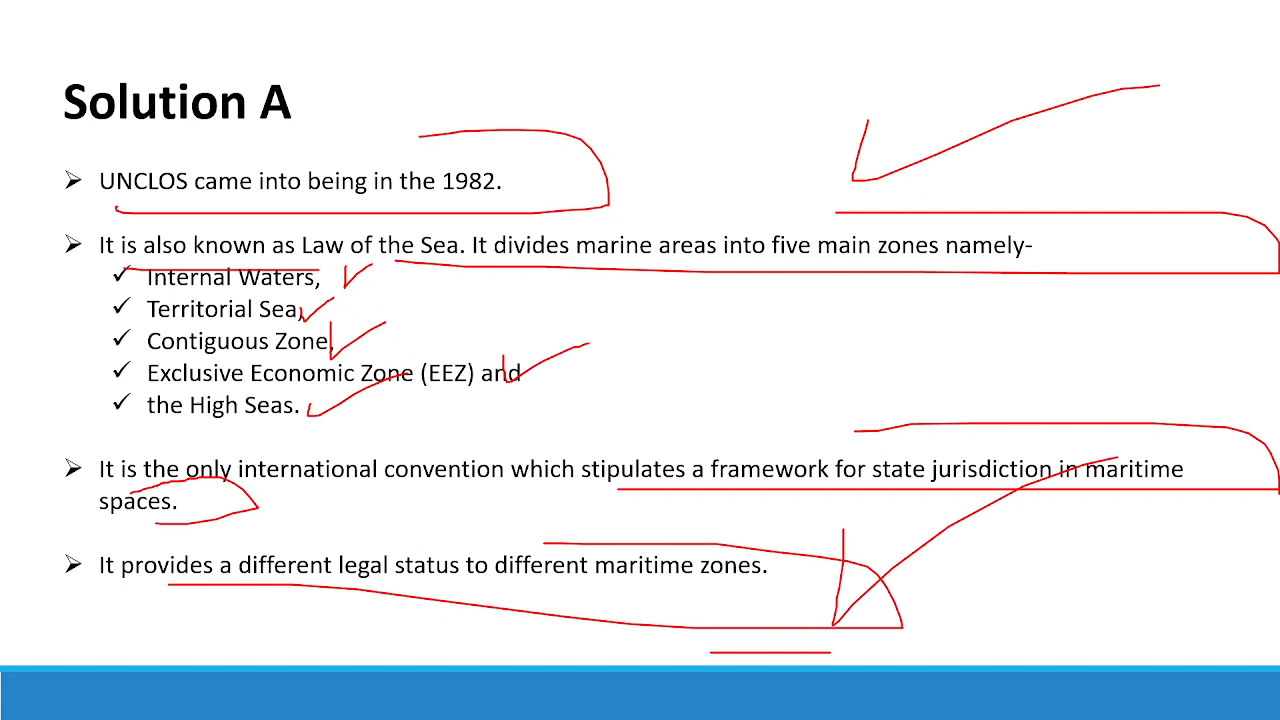 Solution A
UNCLOS came into being in the 1982.
It is also known as Law of the Sea. It divides marine areas into five main zones namely-
Internal Waters,
Territorial Sea,
Contiguous Zone,
Exclusive Economic Zone (EEZ) and
the High Seas.
It is the only international convention which stipulates a framework for state jurisdiction in maritime
spaces.
It provides a different legal status to different maritime zones.